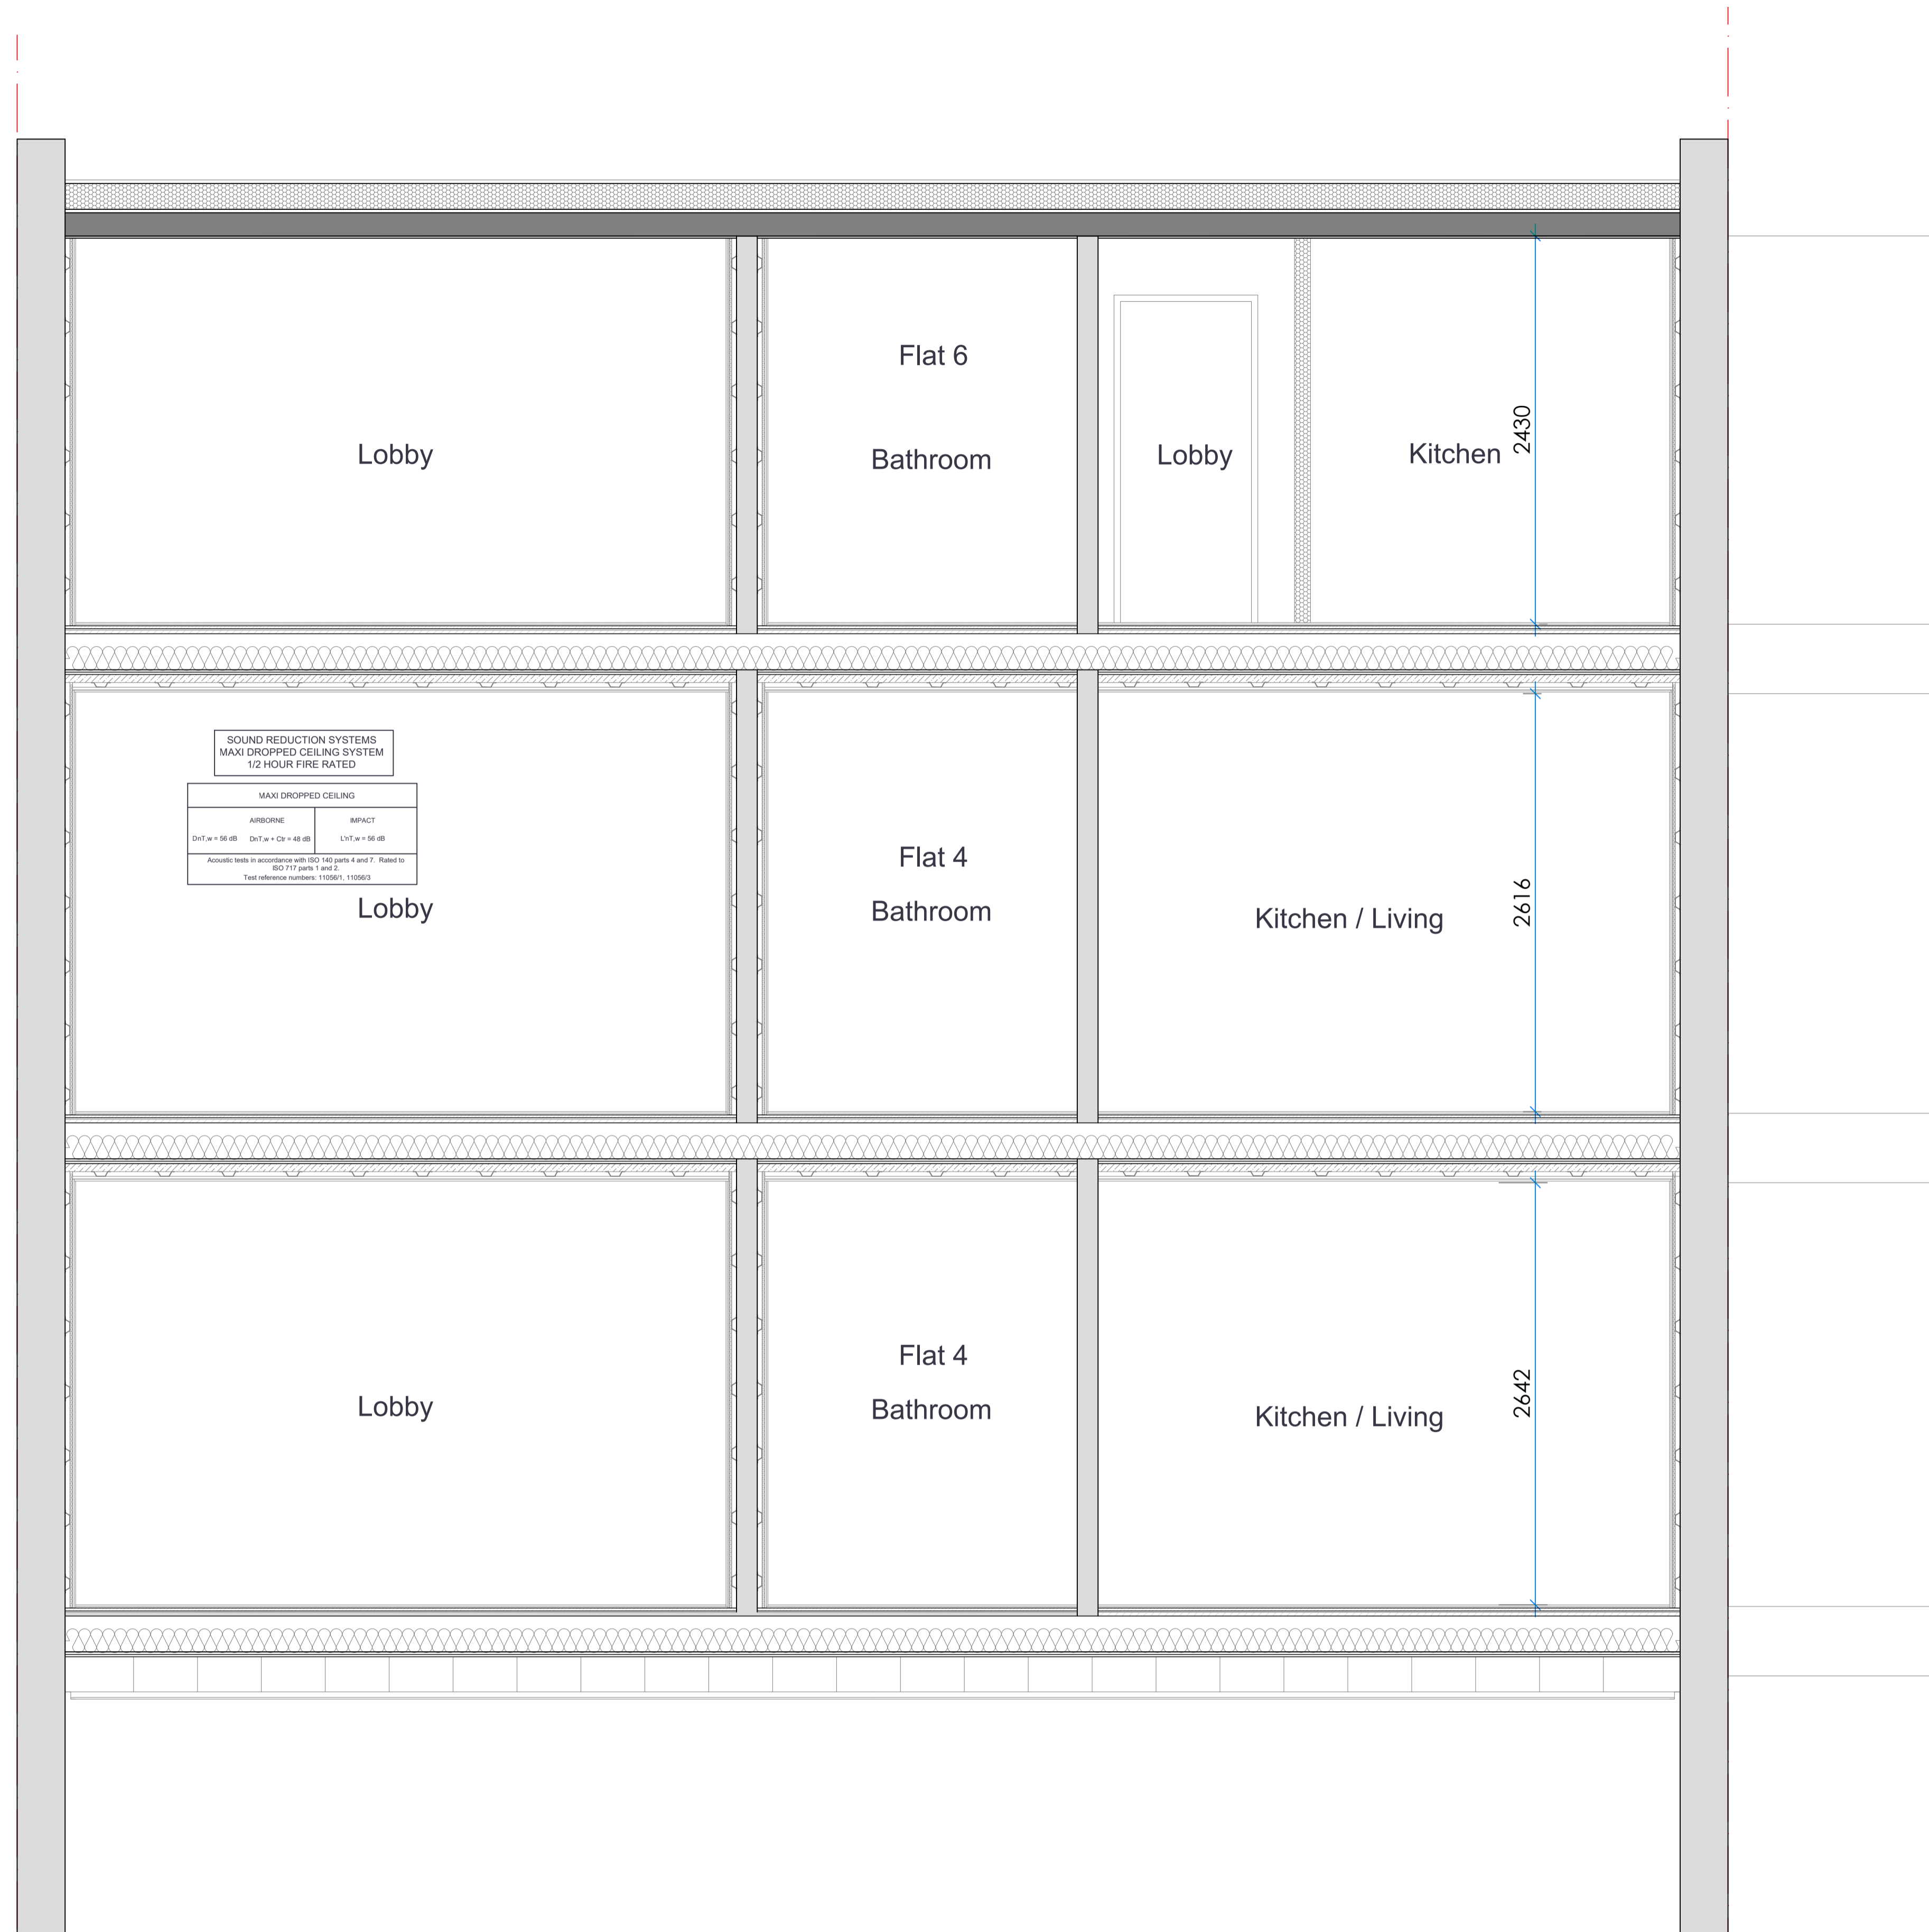 Flat 6
Lobby
Bathroom
Lobby
Kitchen
2430
SOUND REDUCTION SYSTEMS
MAXI DROPPED CEILING SYSTEM
1/2 HOUR FIRE RATED
MAXI DROPPED CEILING
AIRBORNE
IMPACT
DnT,w = 56 dB
DnT,w + Ctr = 48 dB
L'nT,w = 56 dB
Acoustic tests in accordance with ISO 140 parts 4 and 7. Rated to
ISO 717 parts 1 and 2.
Test reference numbers: 11056/1, 11056/3
Lobby
Flat 4
Bathroom
Kitchen / Living
2616
Lobby
Flat 4
Bathroom
Kitchen / Living
2642